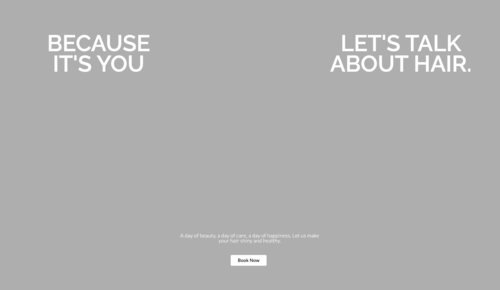 BECAUSE
IT'S YOU
LET'S TALK
ABOUT HAIR.
A day of beauty, a day of care, a day of happiness. Let us make
your hair shiny and healthy.
Book Now